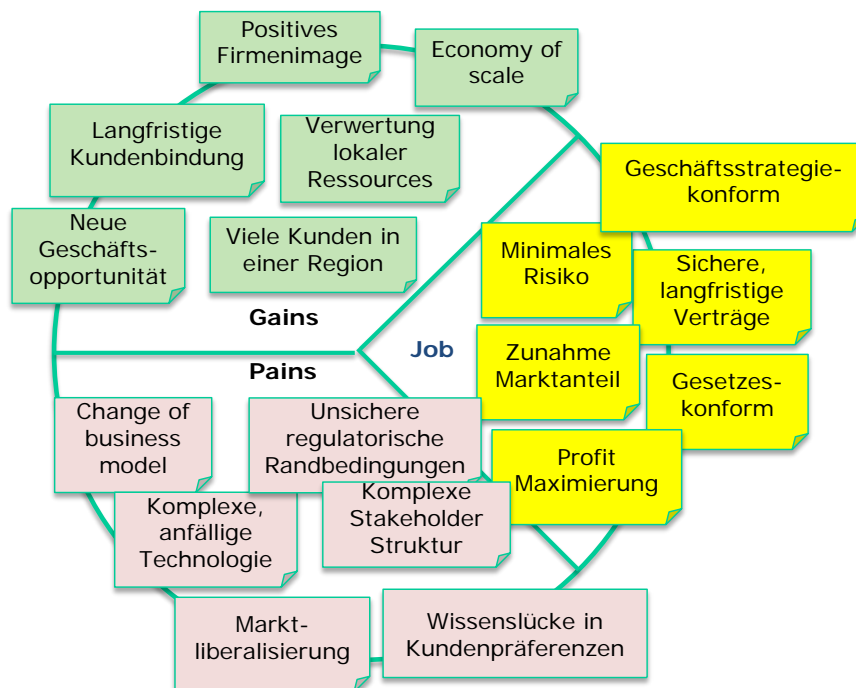 Positives
Firmenimage
Economy of
scale
Langfristige
Kundenbindung
Verwertung
lokaler
Ressources
Geschäftsstrategie-
konform
Neue
Geschäfts-
opportunität
Viele Kunden in
einer Region
Minimales
Risiko
Sichere,
langfristige
Verträge
Gains
Job
Pains
Zunahme
Marktanteil
Gesetzes-
konform
Change of
business
model
Unsichere
regulatorische
Randbedingungen
Profit
Maximierung
Komplexe,
anfällige
Technologie
Komplexe
Stakeholder
Struktur
Markt-
liberalisierung
Wissenslücke in
Kundenpräferenzen